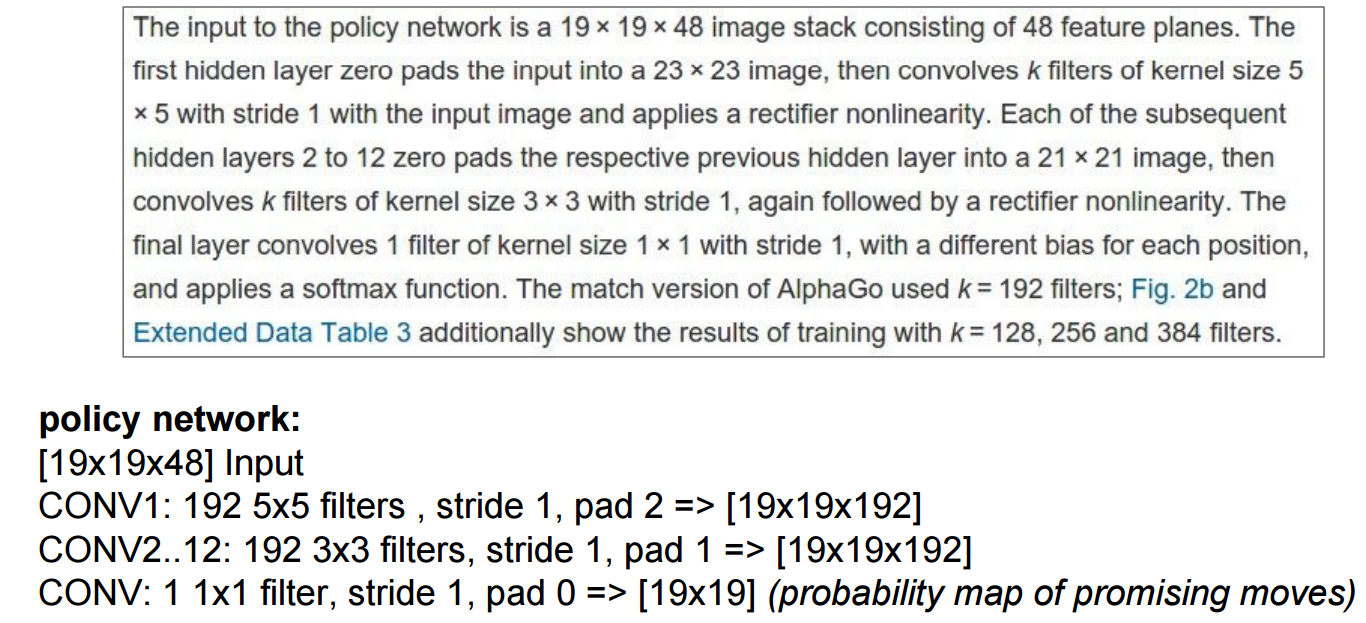 The input to the policy network is a 19 × 19 × 48 image stack consisting of 48 feature planes. The
first hidden layer zero pads the input into a 23 × 23 image, then convolves k filters of kernel size 5
× 5 with stride 1 with the input image and applies a rectifier nonlinearity. Each of the subsequent
hidden layers 2 to 12 zero pads the respective previous hidden layer into a 21 × 21 image, then
convolves k filters of kernel size 3 × 3 with stride 1, again followed by a rectifier nonlinearity. The
final layer convolves 1 filter of kernel size 1 × 1 with stride 1, with a different bias for each position,
and applies a softmax function. The match version of AlphaGo used k = 192 filters; Fig. 2b and
Extended Data Table 3 additionally show the results of training with k = 128, 256 and 384 filters.
policy network:
[19x19x48] Input
CONV1: 192 5x5 filters , stride 1, pad 2 => [19x19x192]
CONV2..12: 192 3x3 filters, stride 1, pad 1 => [19x19x192]
CONV: 1 1x1 filter, stride 1, pad 0 => [19x19] (probability map of promising moves)